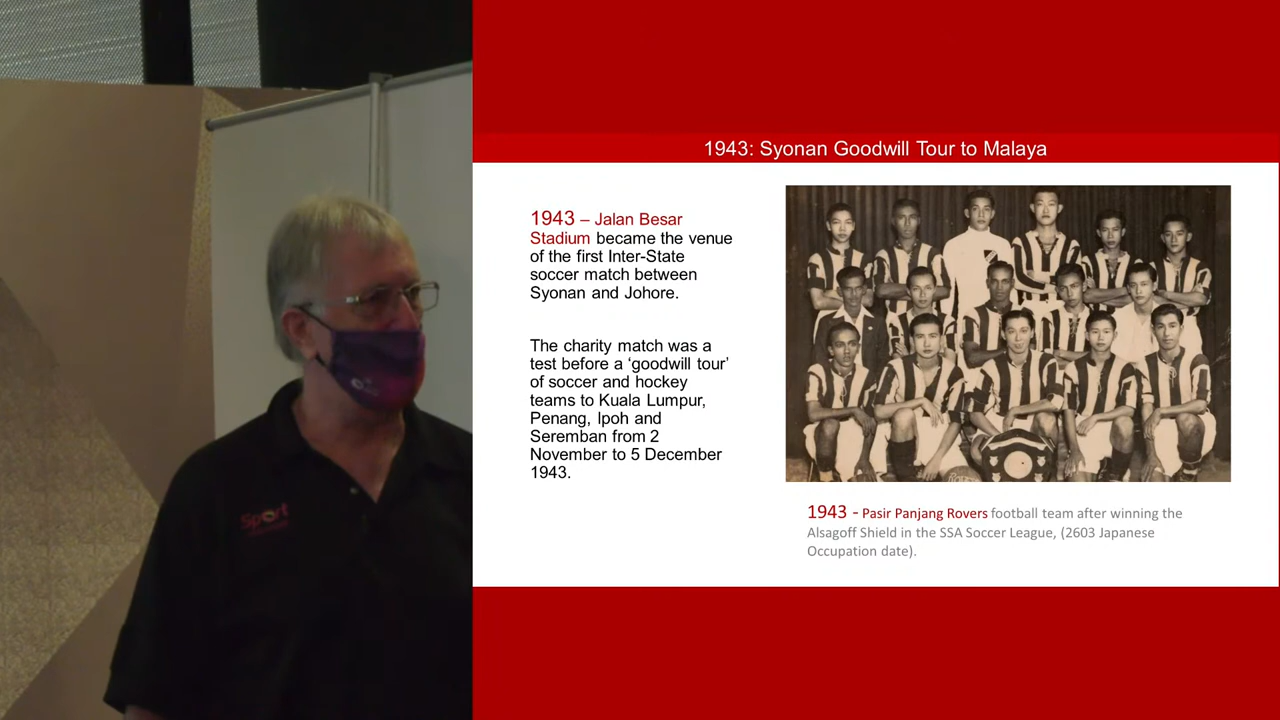 1943: Syonan Goodwill Tour to Malaya
1943 – Jalan Besar
Stadium became the venue
of the first Inter-State
soccer match between
Syonan and Johore.
The charity match was a
test before a ‘goodwill tour’
of soccer and hockey
teams to Kuala Lumpur,
Penang, Ipoh and
Seremban from 2
November to 5 December
1943.
1943 - Pasir Panjang Rovers football team after winning the
Alsagoff Shield in the SSA Soccer League, (2603 Japanese
Occupation date).
Sport